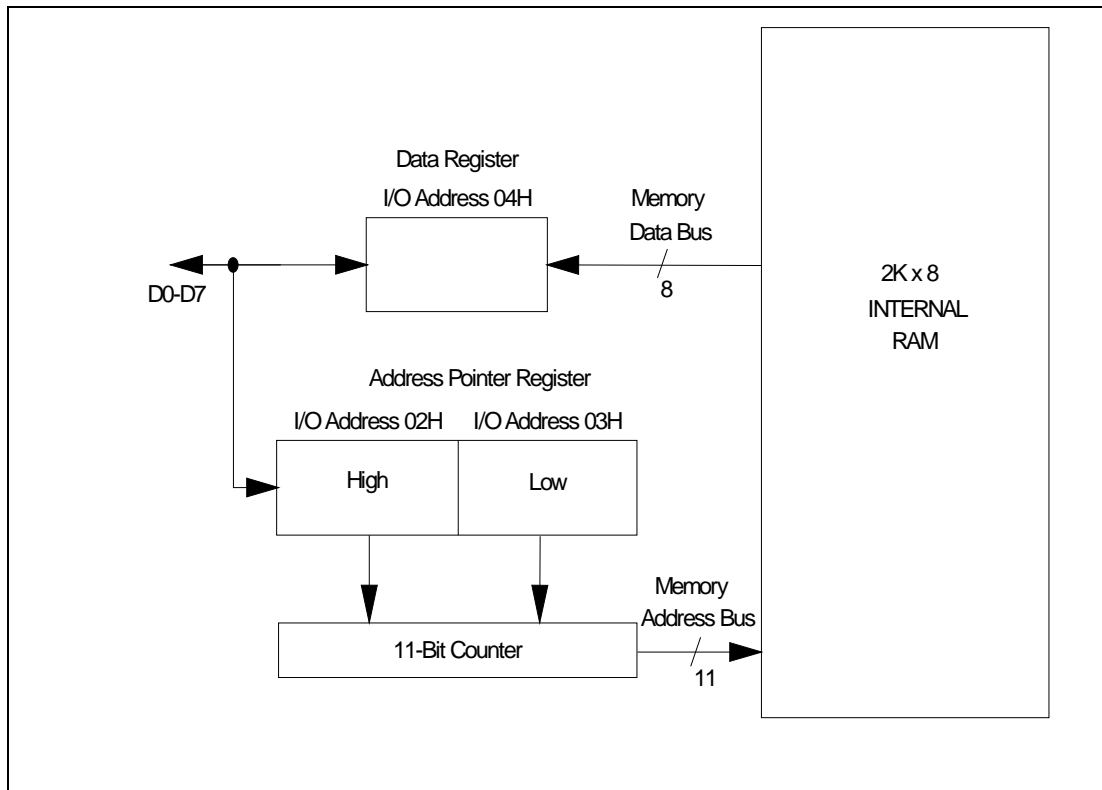 Data Register
I/O Address 04H
Memory
Data Bus
8
D0-D7
2K x 8
INTERNAL
RAM
Address Pointer Register
I/O Address 02H
I/O Address 03H
High
Low
11-Bit Counter
Memory
Address Bus
11